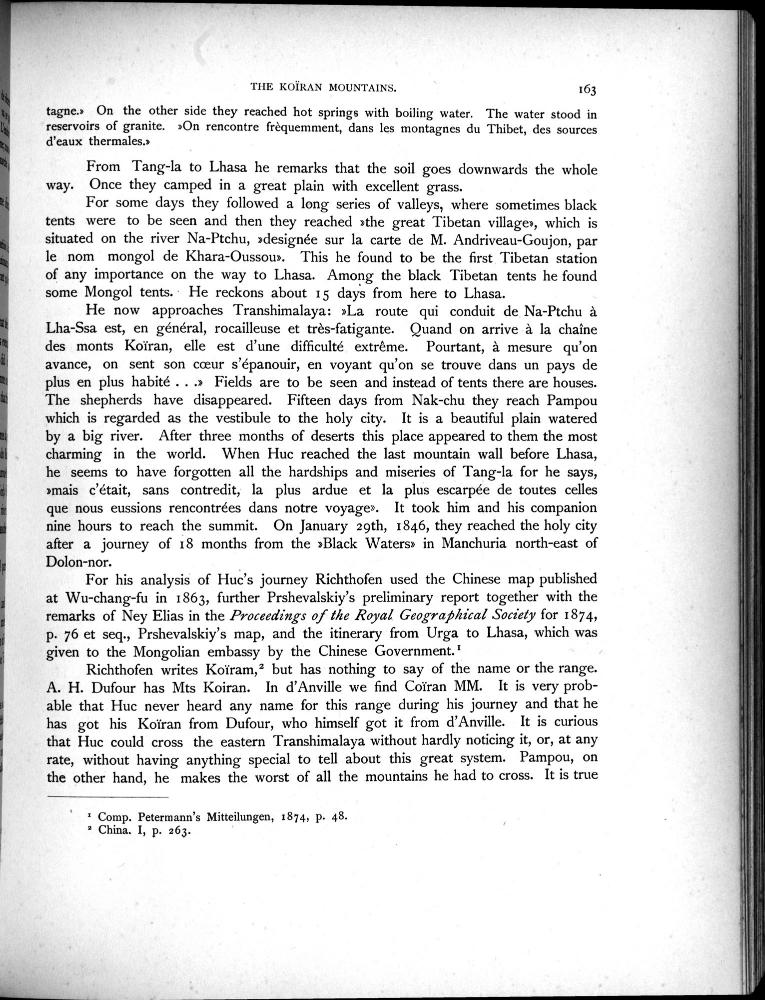 THE KOÏRAN MOUNTAINS. 163
tagne.» On the other side they reached hot springs with boiling water. The water stood in
reservoirs of granite. »On rencontre frèquemment, dans les montagnes du Thibet, des sources
d'eaux thermales.»
From Tang-la to Lhasa he remarks that the soil goes downwards the whole
way. Once they camped in a great plain with excellent grass.
For some days they followed a long series of valleys, where sometimes black
tents were to be seen and then they reached »the great Tibetan village», which is
situated on the river Na-Ptchu, »designée sur la carte de M. Andriveau-Goujon, par
le nom mongol de Khara-Oussou». This he found to be the first Tibetan station
of any importance on the way to Lhasa. Among the black Tibetan tents he found
some Mongol tents. He reckons about 15 days from here to Lhasa.
He now approaches Transhimalaya: »La route qui conduit de Na-Ptchu à
Lha-Ssa est, en général, rocailleuse et très-fatigante. Quand on arrive à la chaîne
des monts Koïran, elle est d'une difficulté extrême. Pourtant, à mesure qu'on
avance, on sent son cœur s'épanouir, en voyant qu'on se trouve dans un pays de
plus en plus habité . . .» Fields are to be seen and instead of tents there are houses.
The shepherds have disappeared. Fifteen days from Nak-chu they reach Pampou
which is regarded as the vestibule to the holy city. It is a beautiful plain watered
by a big river. After three months of deserts this place appeared to them the most
charming in the world. When Huc reached the last mountain wall before Lhasa,
he seems to have forgotten all the hardships and miseries of Tang-la for he says,
»mais c'était, sans contredit, la plus ardue et la plus escarpée de toutes celles
que nous eussions rencontrées dans notre voyage». It took him and his companion
nine hours to reach the summit. On January 29th, 1846, they reached the holy city
after a journey of 18 months from the »Black Waters» in Manchuria north-east of
Dolon-nor.
For his analysis of Huc's journey Richthofen used the Chinese map published
at Wu-chang-fu in 1863, further Prshevalskiy's preliminary report together with the
remarks of Ney Elias in the Proceedings of the Royal Geographical Society for 1874,
p. 76 et seq., Prshevalskiy's map, and the itinerary from Urga to Lhasa, which was
given to the Mongolian embassy by the Chinese Government.¹
Richthofen writes Koïram,² but has nothing to say of the name or the range.
A. H. Dufour has Mts Koiran. In d'Anville we find Coïran MM. It is very prob-
able that Huc never heard any name for this range during his journey and that he
has got his Koïran from Dufour, who himself got it from d'Anville. It is curious
that Huc could cross the eastern Transhimalaya without hardly noticing it, or, at any
rate, without having anything special to tell about this great system. Pampou, on
the other hand, he makes the worst of all the mountains he had to cross. It is true
¹ Comp. Petermann's Mitteilungen, 1874, p. 48.
² China. I, p. 263.